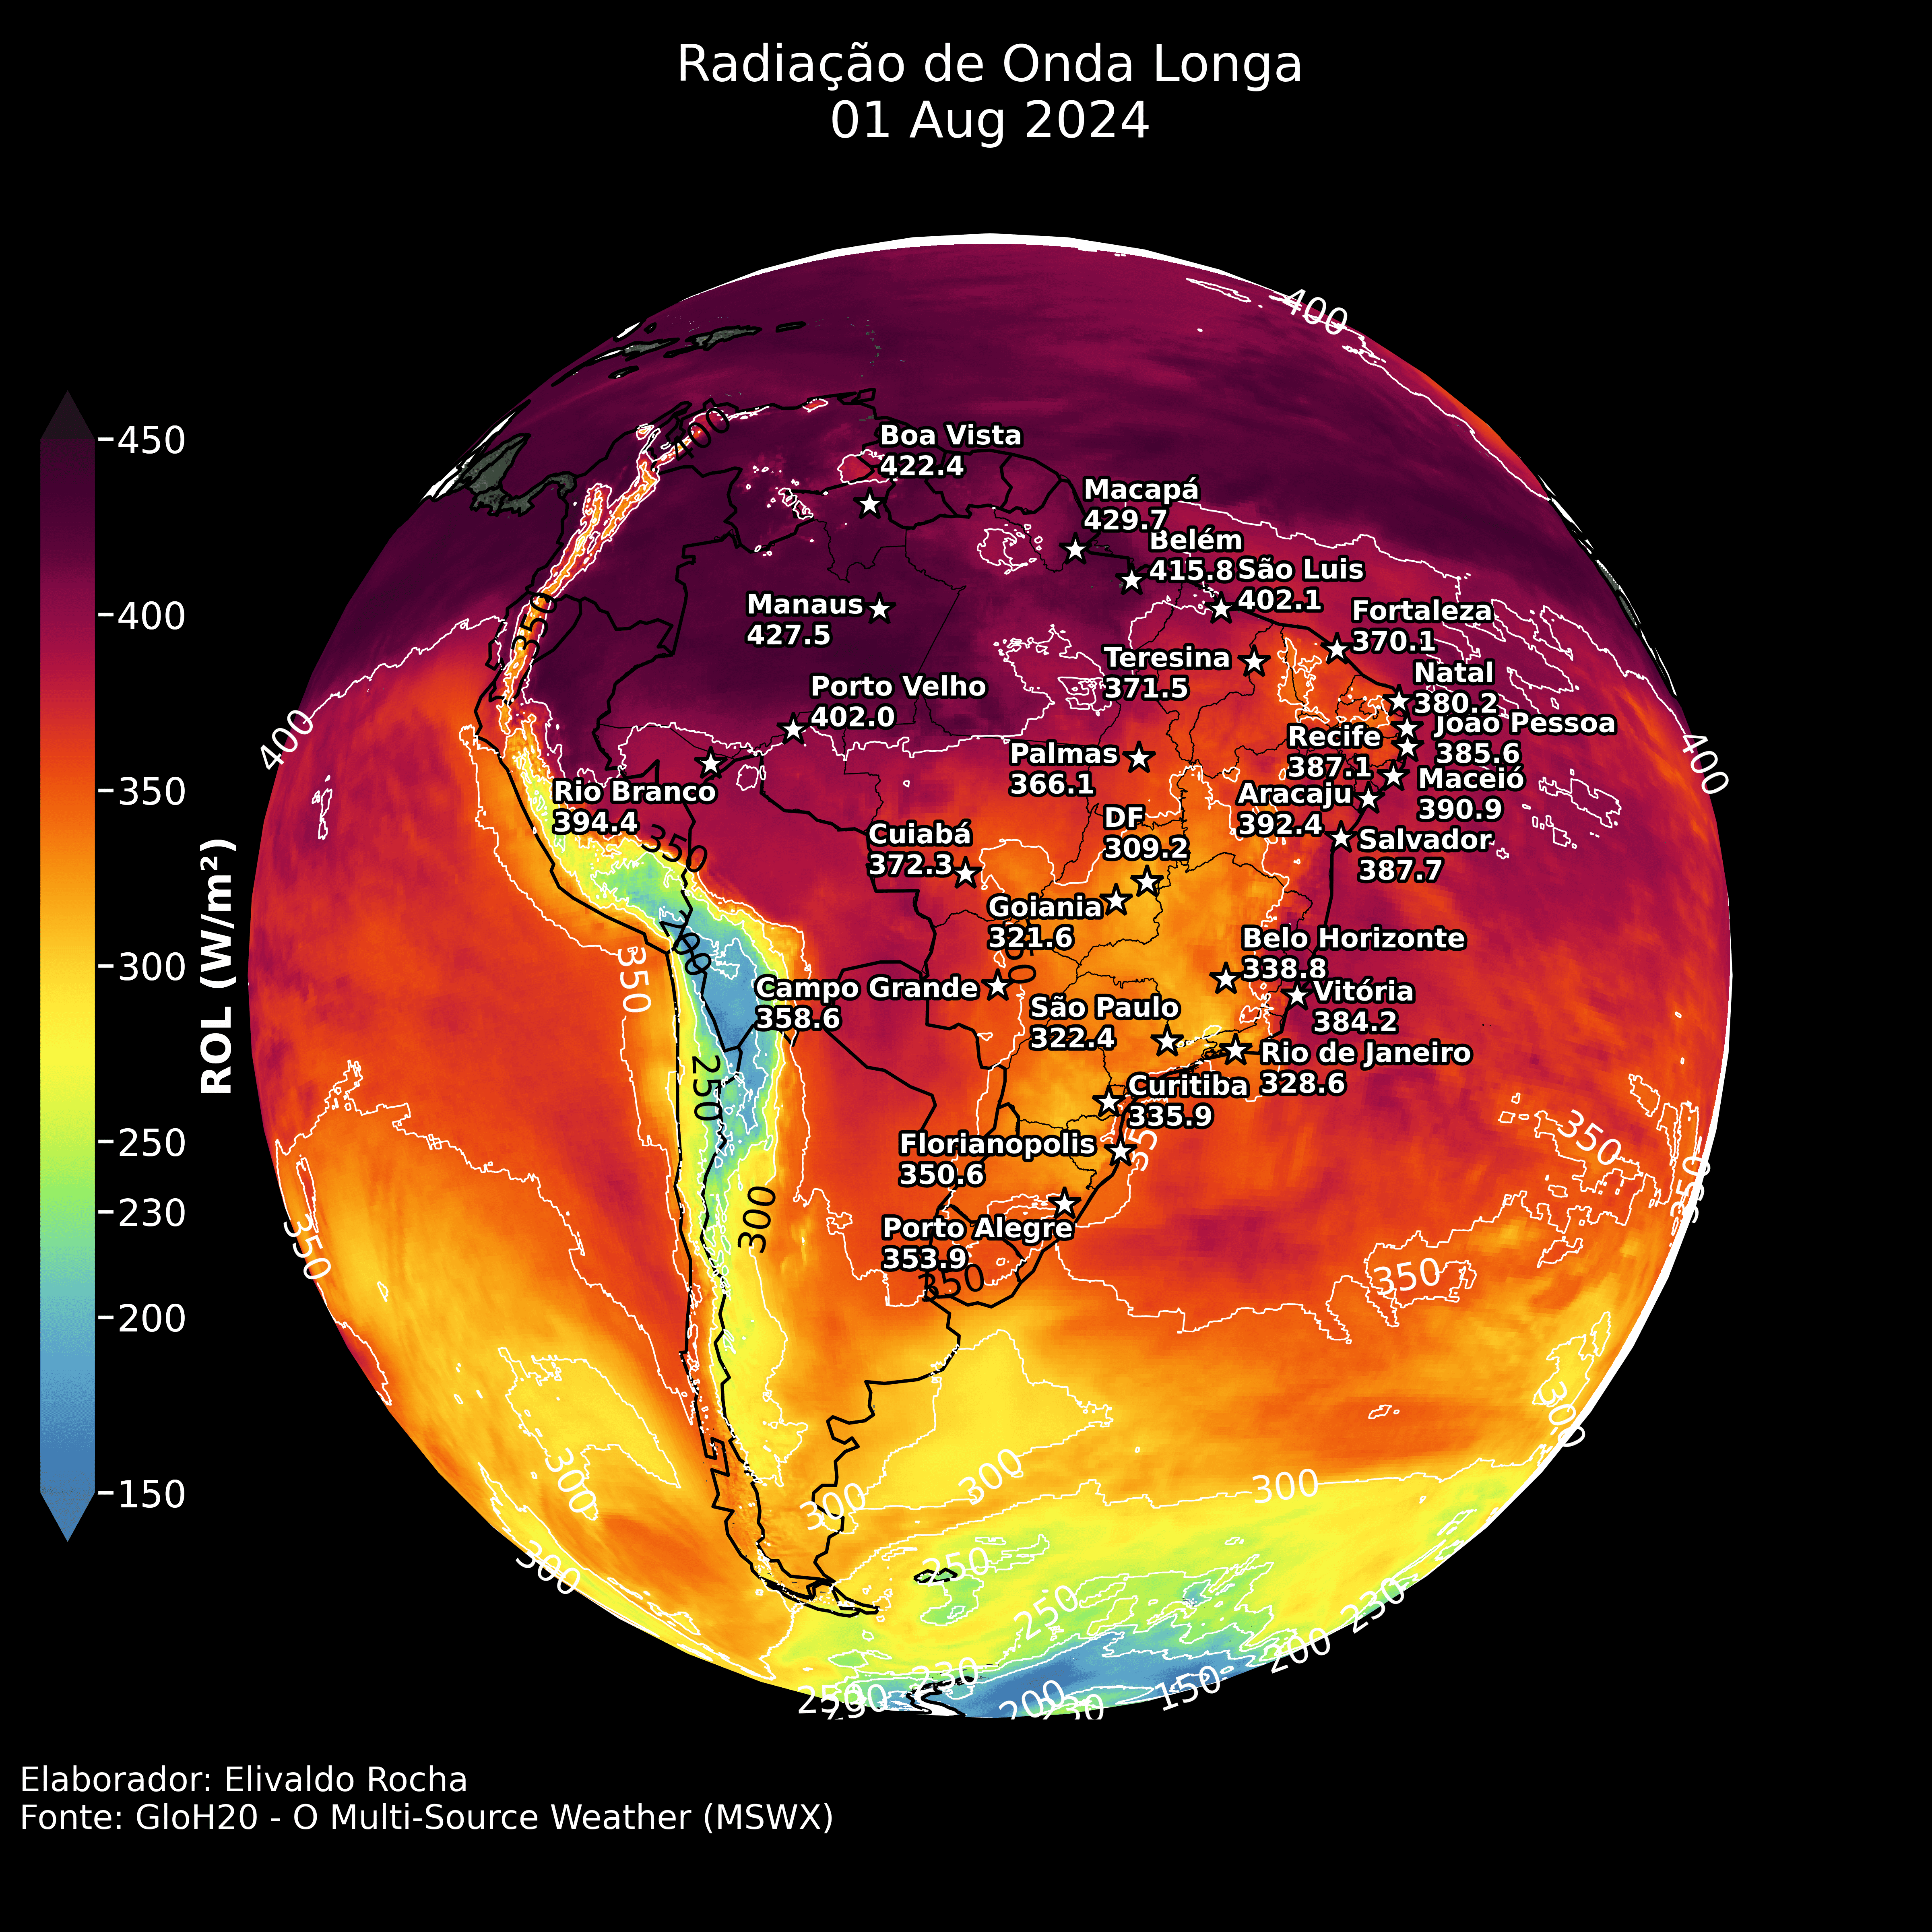 Radiação de Onda Longa
01 Aug 2024
450
400
350
300
250
230
200
150
ROL (W/m²)
400
400
Boa Vista
422.4
Macapá
429.7
Belém
415.8
São Luis
402.1
Manaus
427.5
350
Fortaleza
370.1
Teresina
371.5
Natal
380.2
Porto Velho
402.0
João Pessoa
385.6
Recife
387.1
400
400
Palmas
366.1
Maceió
390.9
Rio Branco
394.4
Aracaju
392.4
350
Cuiabá
372.3
DF
309.2
Salvador
387.7
Goiania
321.6
200
350
Belo Horizonte
338.8
Campo Grande
358.6
São Paulo
322.4
Vitória
384.2
Rio de Janeiro
328.6
250
Curitiba
335.9
350
Florianopolis
350.6
350
300
Porto Alegre
353.9
350
350
350
350
300
300
300
300
300
300
250
250
230
230
200
150
250
200
230
Elaborador: Elivaldo Rocha
Fonte: GloH20 - O Multi-Source Weather (MSWX)